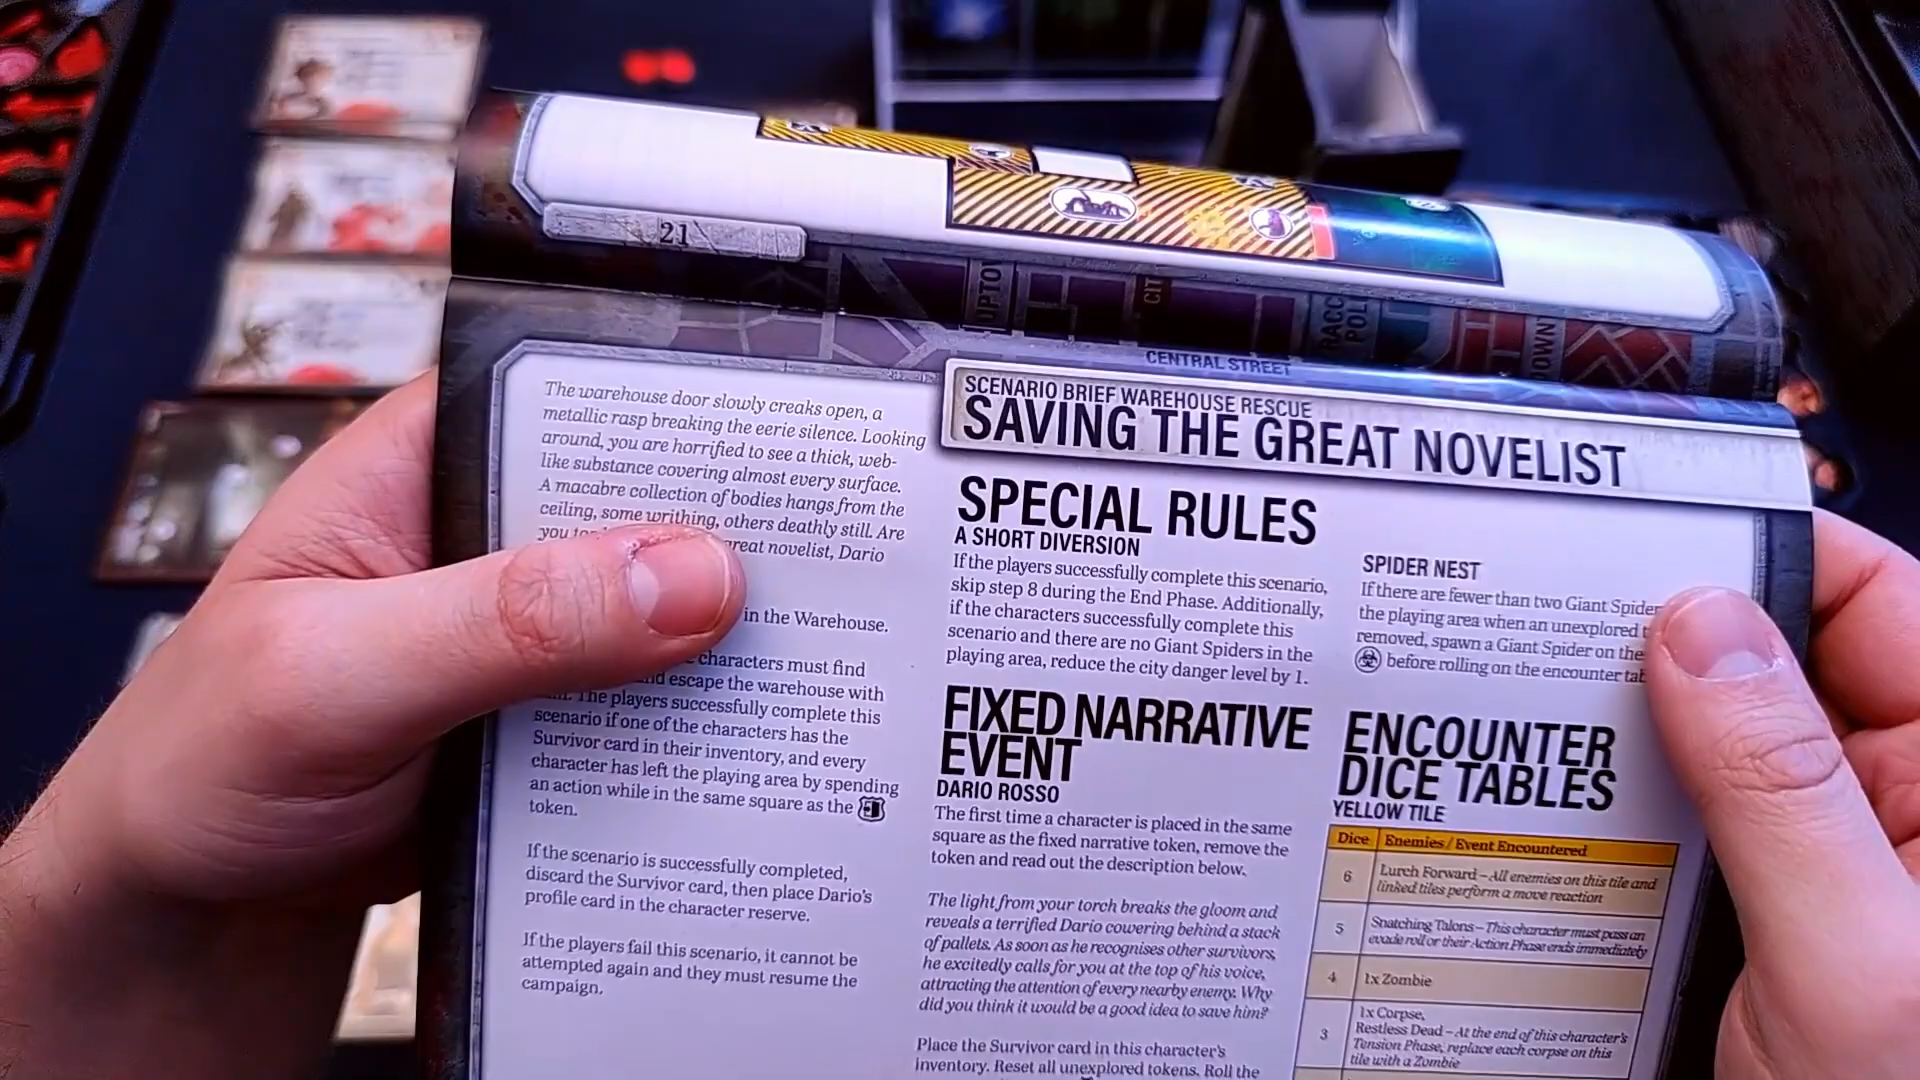 21
UPTOW
CIT
RACC
POL
OWN
CENTRAL STREET
SCENARIO BRIEF WAREHOUSE RESCUE
SAVING THE GREAT NOVELIST
The warehouse door slowly creaks open, a
metallic rasp breaking the eerie silence. Looking
around, you are horrified to see a thick, web-
like substance covering almost every surface.
A macabre collection of bodies hangs from the
ceiling, some writhing, others deathly still. Are
you great novelist, Dario
in the Warehouse.
characters must find
escape the warehouse with
The players successfully complete this
scenario if one of the characters has the
Survivor card in their inventory, and every
character has left the playing area by spending
an action while in the same square as the
token.
If the scenario is successfully completed,
discard the Survivor card, then place Dario's
profile card in the character reserve.
If the players fail this scenario, it cannot be
attempted again and they must resume the
campaign.
SPECIAL RULES
A SHORT DIVERSION
If the players successfully complete this scenario,
skip step 8 during the End Phase. Additionally,
if the characters successfully complete this
scenario and there are no Giant Spiders in the
playing area, reduce the city danger level by 1.
FIXED NARRATIVE
EVENT
DARIO ROSSO
The first time a character is placed in the same
square as the fixed narrative token, remove the
token and read out the description below.
The light from your torch breaks the gloom and
reveals a terrified Dario cowering behind a stack
of pallets. As soon as he recognises other survivors,
he excitedly calls for you at the top of his voice,
attracting the attention of every nearby enemy. Why
did you think it would be a good idea to save him?
Place the Survivor card in this character's
inventory. Reset all unexplored tokens. Roll the
SPIDER NEST
If there are fewer than two Giant Spider
the playing area when an unexplored t
removed, spawn a Giant Spider on the
before rolling on the encounter tab
ENCOUNTER
DICE TABLES
YELLOW TILE
Dice Enemies / Event Encountered
6 Lurch Forward – All enemies on this tile and
linked tiles perform a move reaction
5 Snatching Talons – This character must pass an
evade roll or their Action Phase ends immediately
4 1x Zombie
3 1x Corpse,
Restless Dead – At the end of this character's
Tension Phase, replace each corpse on this
tile with a Zombie